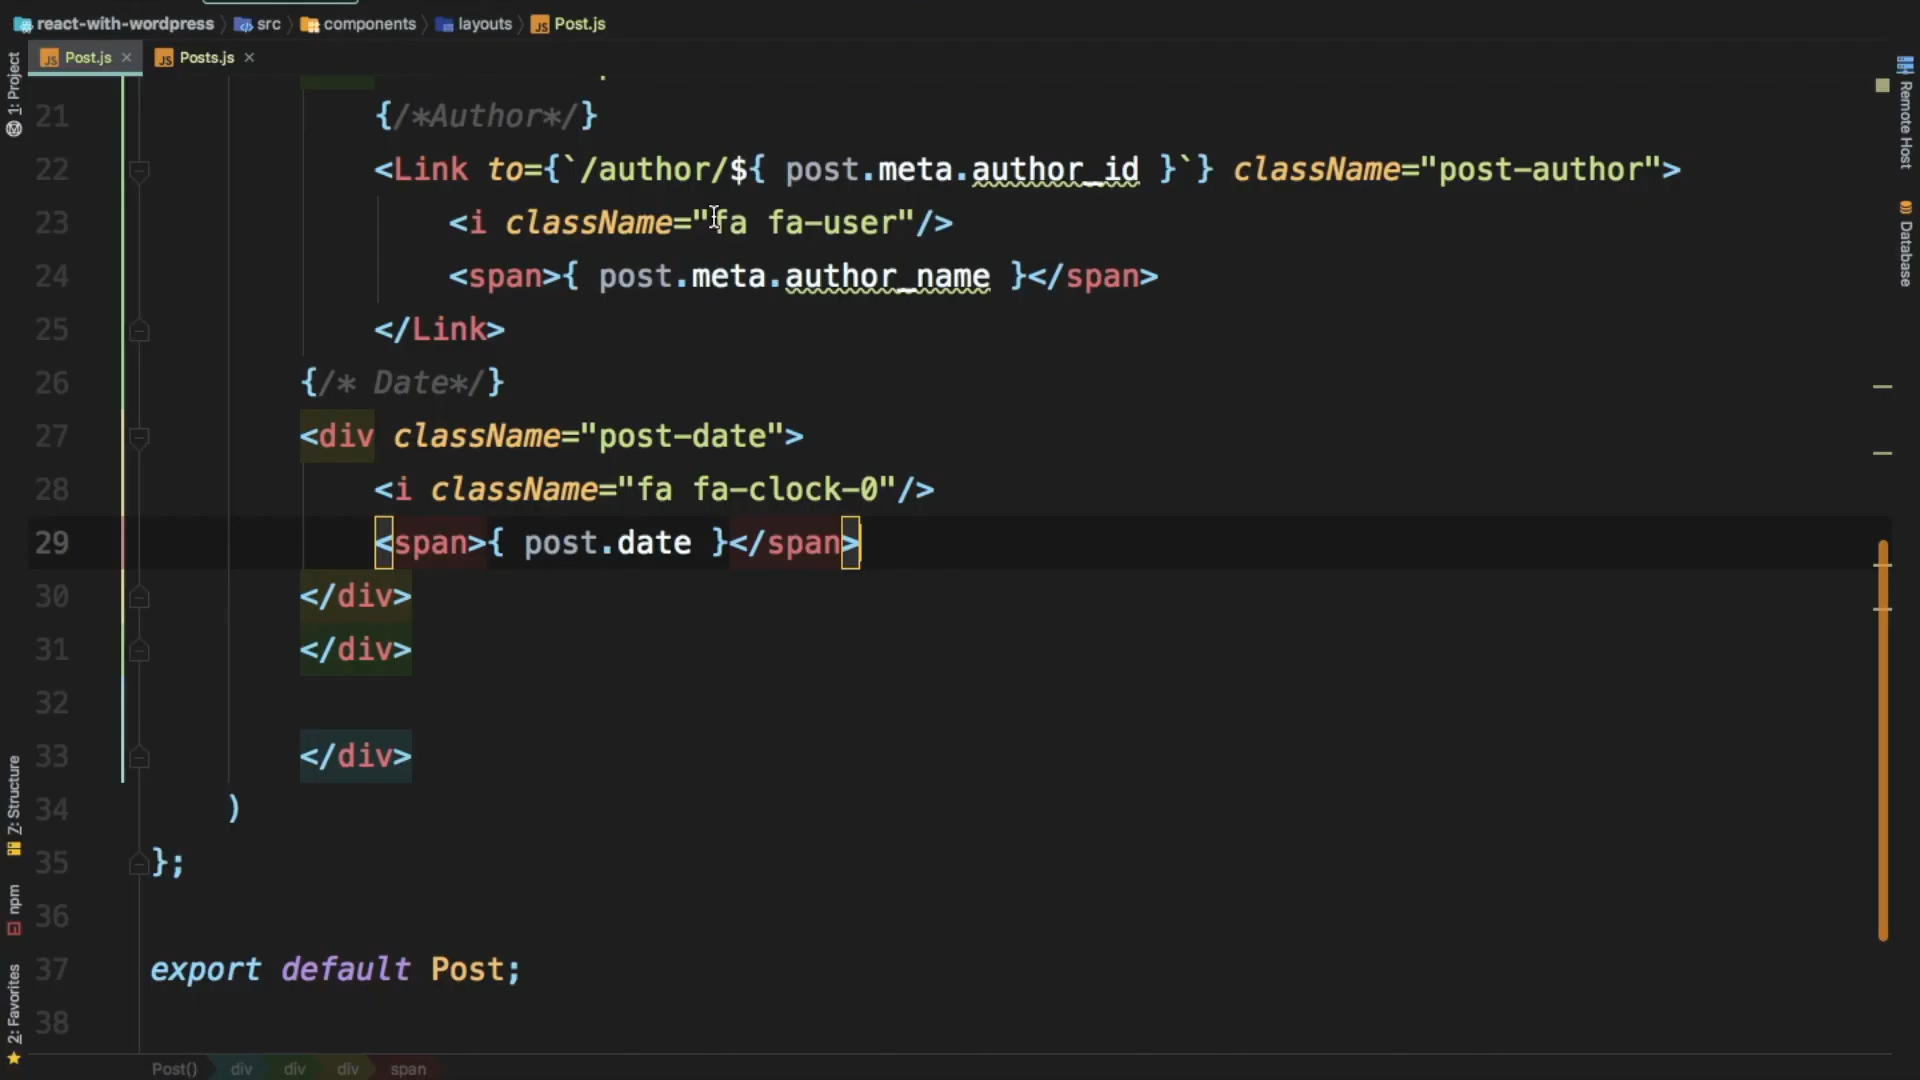 react-with-wordpress src components layouts Post.js
Post.js Posts.js
1: Project
Remote Host
Database
21 {/*Author*/}
22 <Link to={`/author/${ post.meta.author_id }`} className="post-author">
23 <i className="fa fa-user"/>
24 <span>{ post.meta.author_name }</span>
25 </Link>
26 {/* Date*/}
27 <div className="post-date">
28 <i className="fa fa-clock-0"/>
29 <span>{ post.date }</span>
30 </div>
31 </div>
32
33 </div>
34 )
35 };
36
37 export default Post;
38
7: Structure
npm
2: Favorites
Post() div div div span